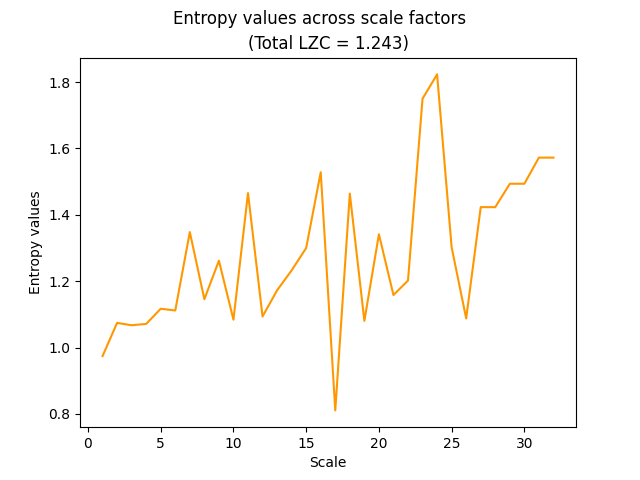 Entropy values across scale factors
(Total LZC = 1.243)
Entropy values
1.8
1.6
1.4
1.2
1.0
0.8
0 5 10 15 20 25 30
Scale